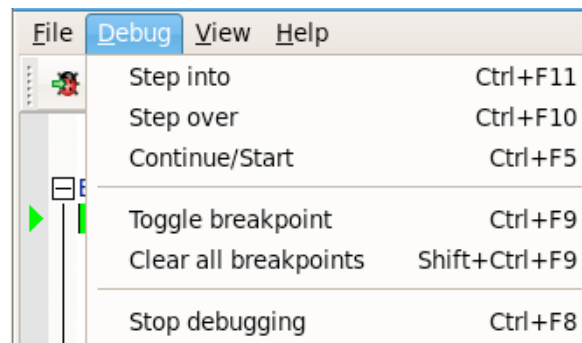 File Debug View Help
Step into Ctrl+F11
Step over Ctrl+F10
Continue/Start Ctrl+F5
Toggle breakpoint Ctrl+F9
Clear all breakpoints Shift+Ctrl+F9
Stop debugging Ctrl+F8